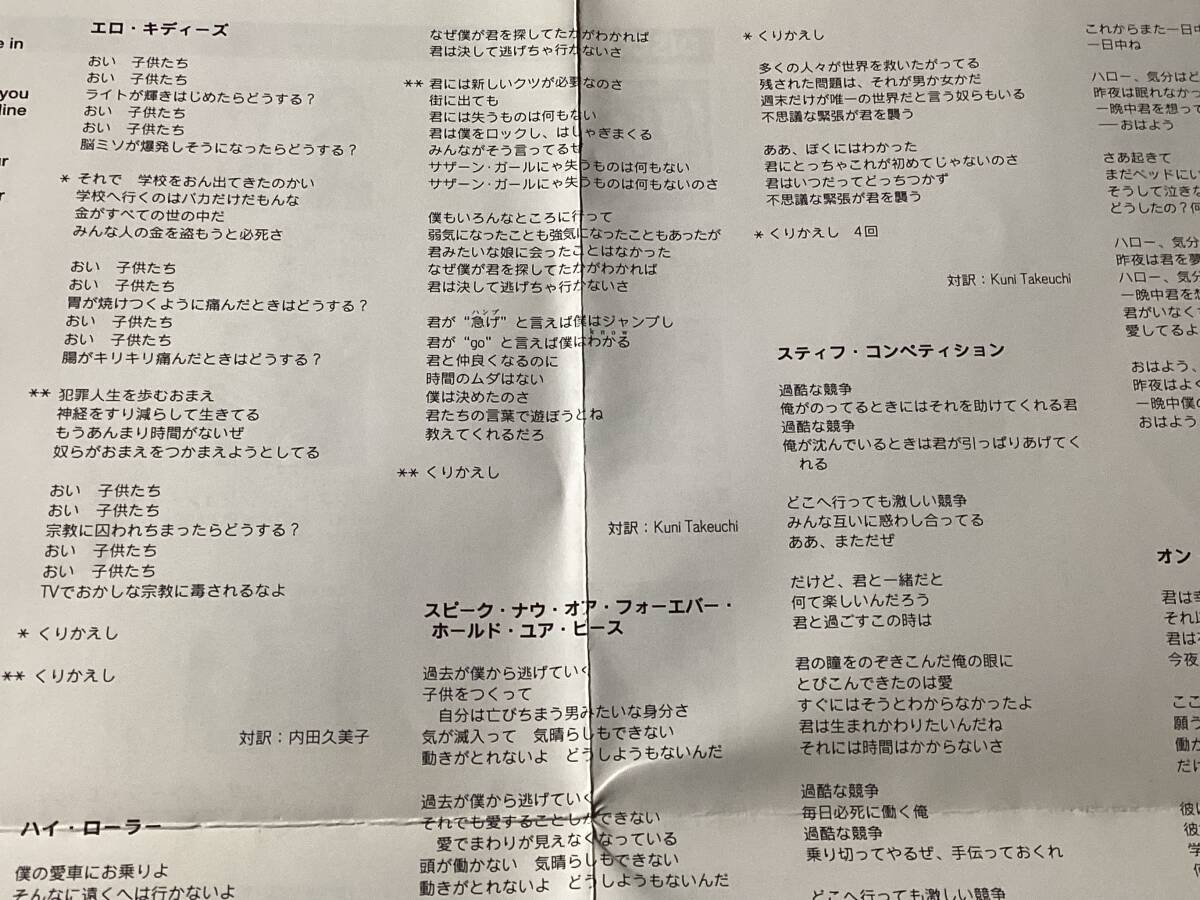 e in
you
line
ur
r
エロ・キディーズ
おい　子供たち
おい　子供たち
ライトが輝きはじめたらどうする？
おい　子供たち
おい　子供たち
脳ミソが爆発しそうになったらどうする？
* それで　学校をおん出てきたのかい
学校へ行くのはバカだけだもんな
金がすべての世の中だ
みんな人の金を盗もうと必死さ
おい　子供たち
おい　子供たち
胃が焼けつくように痛んだときはどうする？
おい　子供たち
おい　子供たち
腸がキリキリ痛んだときはどうする？
** 犯罪人生を歩むおまえ
神経をすり減らして生きてる
もうあんまり時間がないぜ
奴らがおまえをつかまえようとしてる
おい　子供たち
おい　子供たち
宗教に囚われちまったらどうする？
おい　子供たち
おい　子供たち
TVでおかしな宗教に毒されるなよ
* くりかえし
** くりかえし
対訳：内田久美子
ハイ・ローラー
僕の愛車にお乗りよ
そんなに遠くへは行かないよ
なぜ僕が君を探してたかがわかれば
君は決して逃げちゃ行かないさ
** 君には新しいクツが必要なのさ
街に出ても
君には失うものは何もない
君は僕をロックし、はしゃぎまくる
みんながそう言ってるぜ
サザーン・ガールにゃ失うものは何もない
サザーン・ガールにゃ失うものは何もないのさ
僕もいろんなところに行って
弱気になったことも強気になったこともあったが
君みたいな娘に会ったことはなかった
なぜ僕が君を探してたかがわかれば
君は決して逃げちゃ行かないさ
ハンプ
君が "急げ" と言えば僕はジャンプし
know
君が "go" と言えば僕はわかる
君と仲良くなるのに
時間のムダはない
僕は決めたのさ
君たちの言葉で遊ぼうとね
教えてくれるだろ
** くりかえし
対訳：Kuni Takeuchi
スピーク・ナウ・オア・フォーエバー・
ホールド・ユア・ピース
過去が僕から逃げていく
子供をつくって
自分は亡びちまう男みたいな身分さ
気が滅入って　気晴らしもできない
動きがとれないよ　どうしようもないんだ
過去が僕から逃げていく
それでも愛することしかできない
愛でまわりが見えなくなっている
頭が働かない　気晴らしもできない
動きがとれないよ　どうしようもないんだ
* くりかえし
多くの人々が世界を救いたがってる
残された問題は、それが男か女かだ
週末だけが唯一の世界だと言う奴らもいる
不思議な緊張が君を襲う
ああ、ぼくにはわかった
君にとっちゃこれが初めてじゃないのさ
君はいつだってどっちつかず
不思議な緊張が君を襲う
* くりかえし　4回
対訳：Kuni Takeuchi
スティフ・コンペティション
過酷な競争
俺がのってるときにはそれを助けてくれる君
過酷な競争
俺が沈んでいるときは君が引っぱりあげてく
れる
どこへ行っても激しい競争
みんな互いに惑わし合ってる
ああ、まただぜ
だけど、君と一緒だと
何て楽しいんだろう
君と過ごすこの時は
君の瞳をのぞきこんだ俺の眼に
とびこんできたのは愛
すぐにはそうとわからなかったよ
君は生まれかわりたいんだね
それには時間はかからないさ
過酷な競争
毎日必死に働く俺
過酷な競争
乗り切ってやるぜ、手伝っておくれ
どこへ行っても激しい競争
これからまた一日中
一日中ね
ハロー、気分はど
昨夜は眠れなかっ
一晩中君を想って
――おはよう
さあ起きて
まだベッドにい
そうして泣きな
どうしたの？何
ハロー、気分
昨夜は君を夢
ハロー、気分
一晩中君を想
君がいなくて
愛してるよ
おはよう、
昨夜はよく
一晩中僕の
おはよう
オン
君は幸
それ以
君は
今夜
ここ
願う
働か
だけ
彼は
彼
学
何